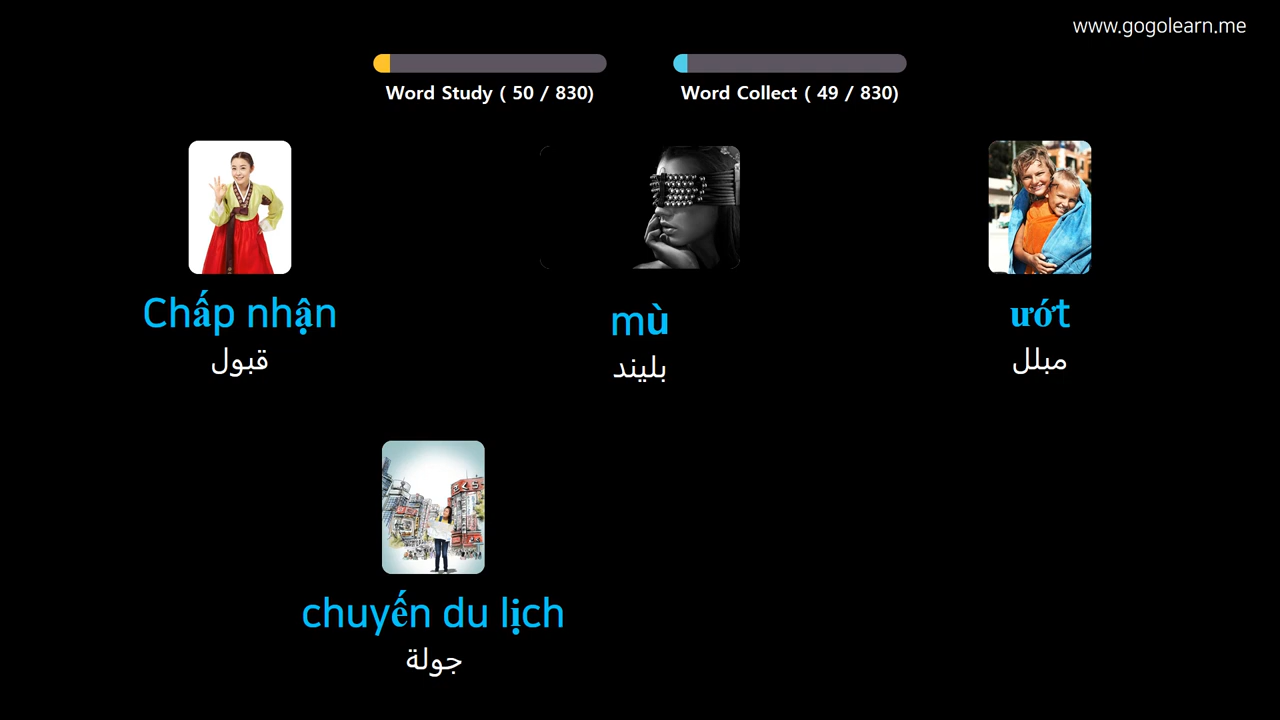 www.gogolearn.me
Word Study ( 50 / 830)
Word Collect ( 49 / 830)
Chấp nhận
قبول
mù
بليند
ướt
مبلل
chuyến du lịch
جولة